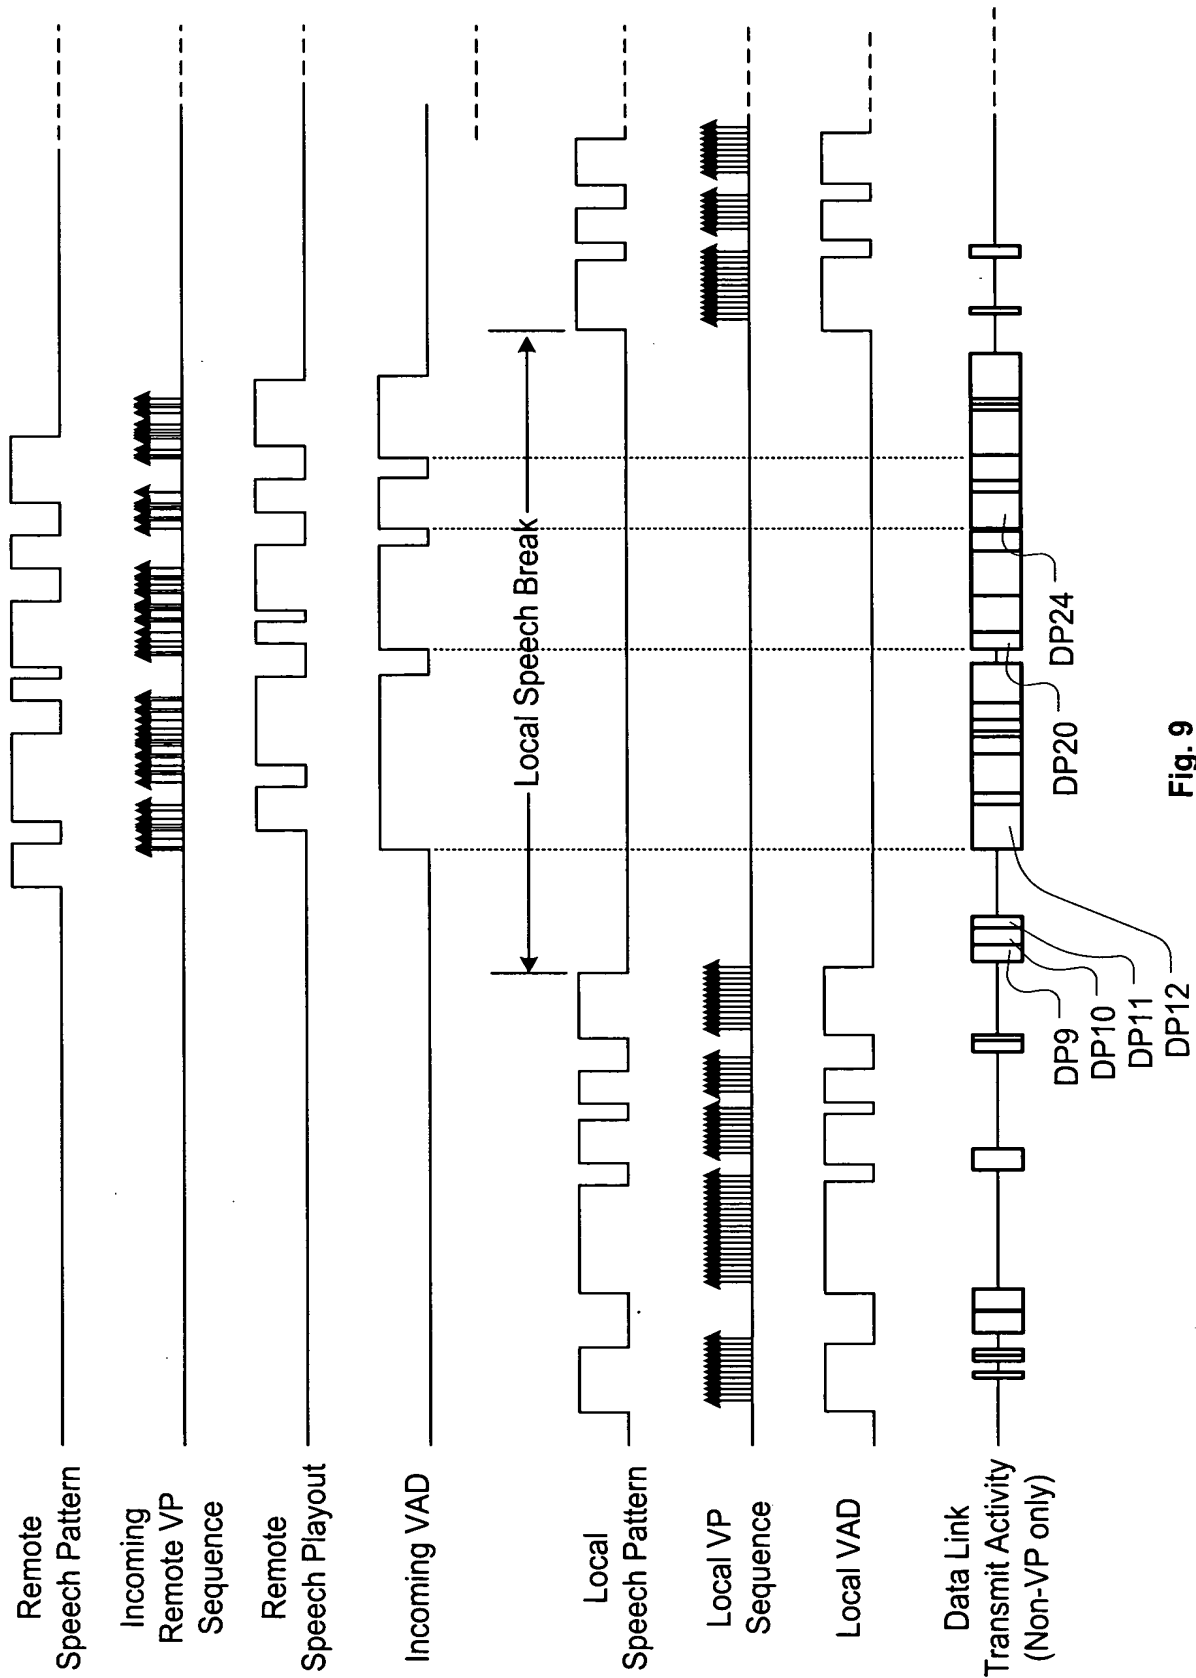 Remote
Speech Pattern
Incoming
Remote VP
Sequence
Remote
Speech Playout
Incoming VAD
Local Speech Break
Local
Speech Pattern
Local VP
Sequence
Local VAD
Data Link
Transmit Activity
(Non-VP only)
DP9
DP10
DP11
DP12
DP20
DP24
Fig. 9